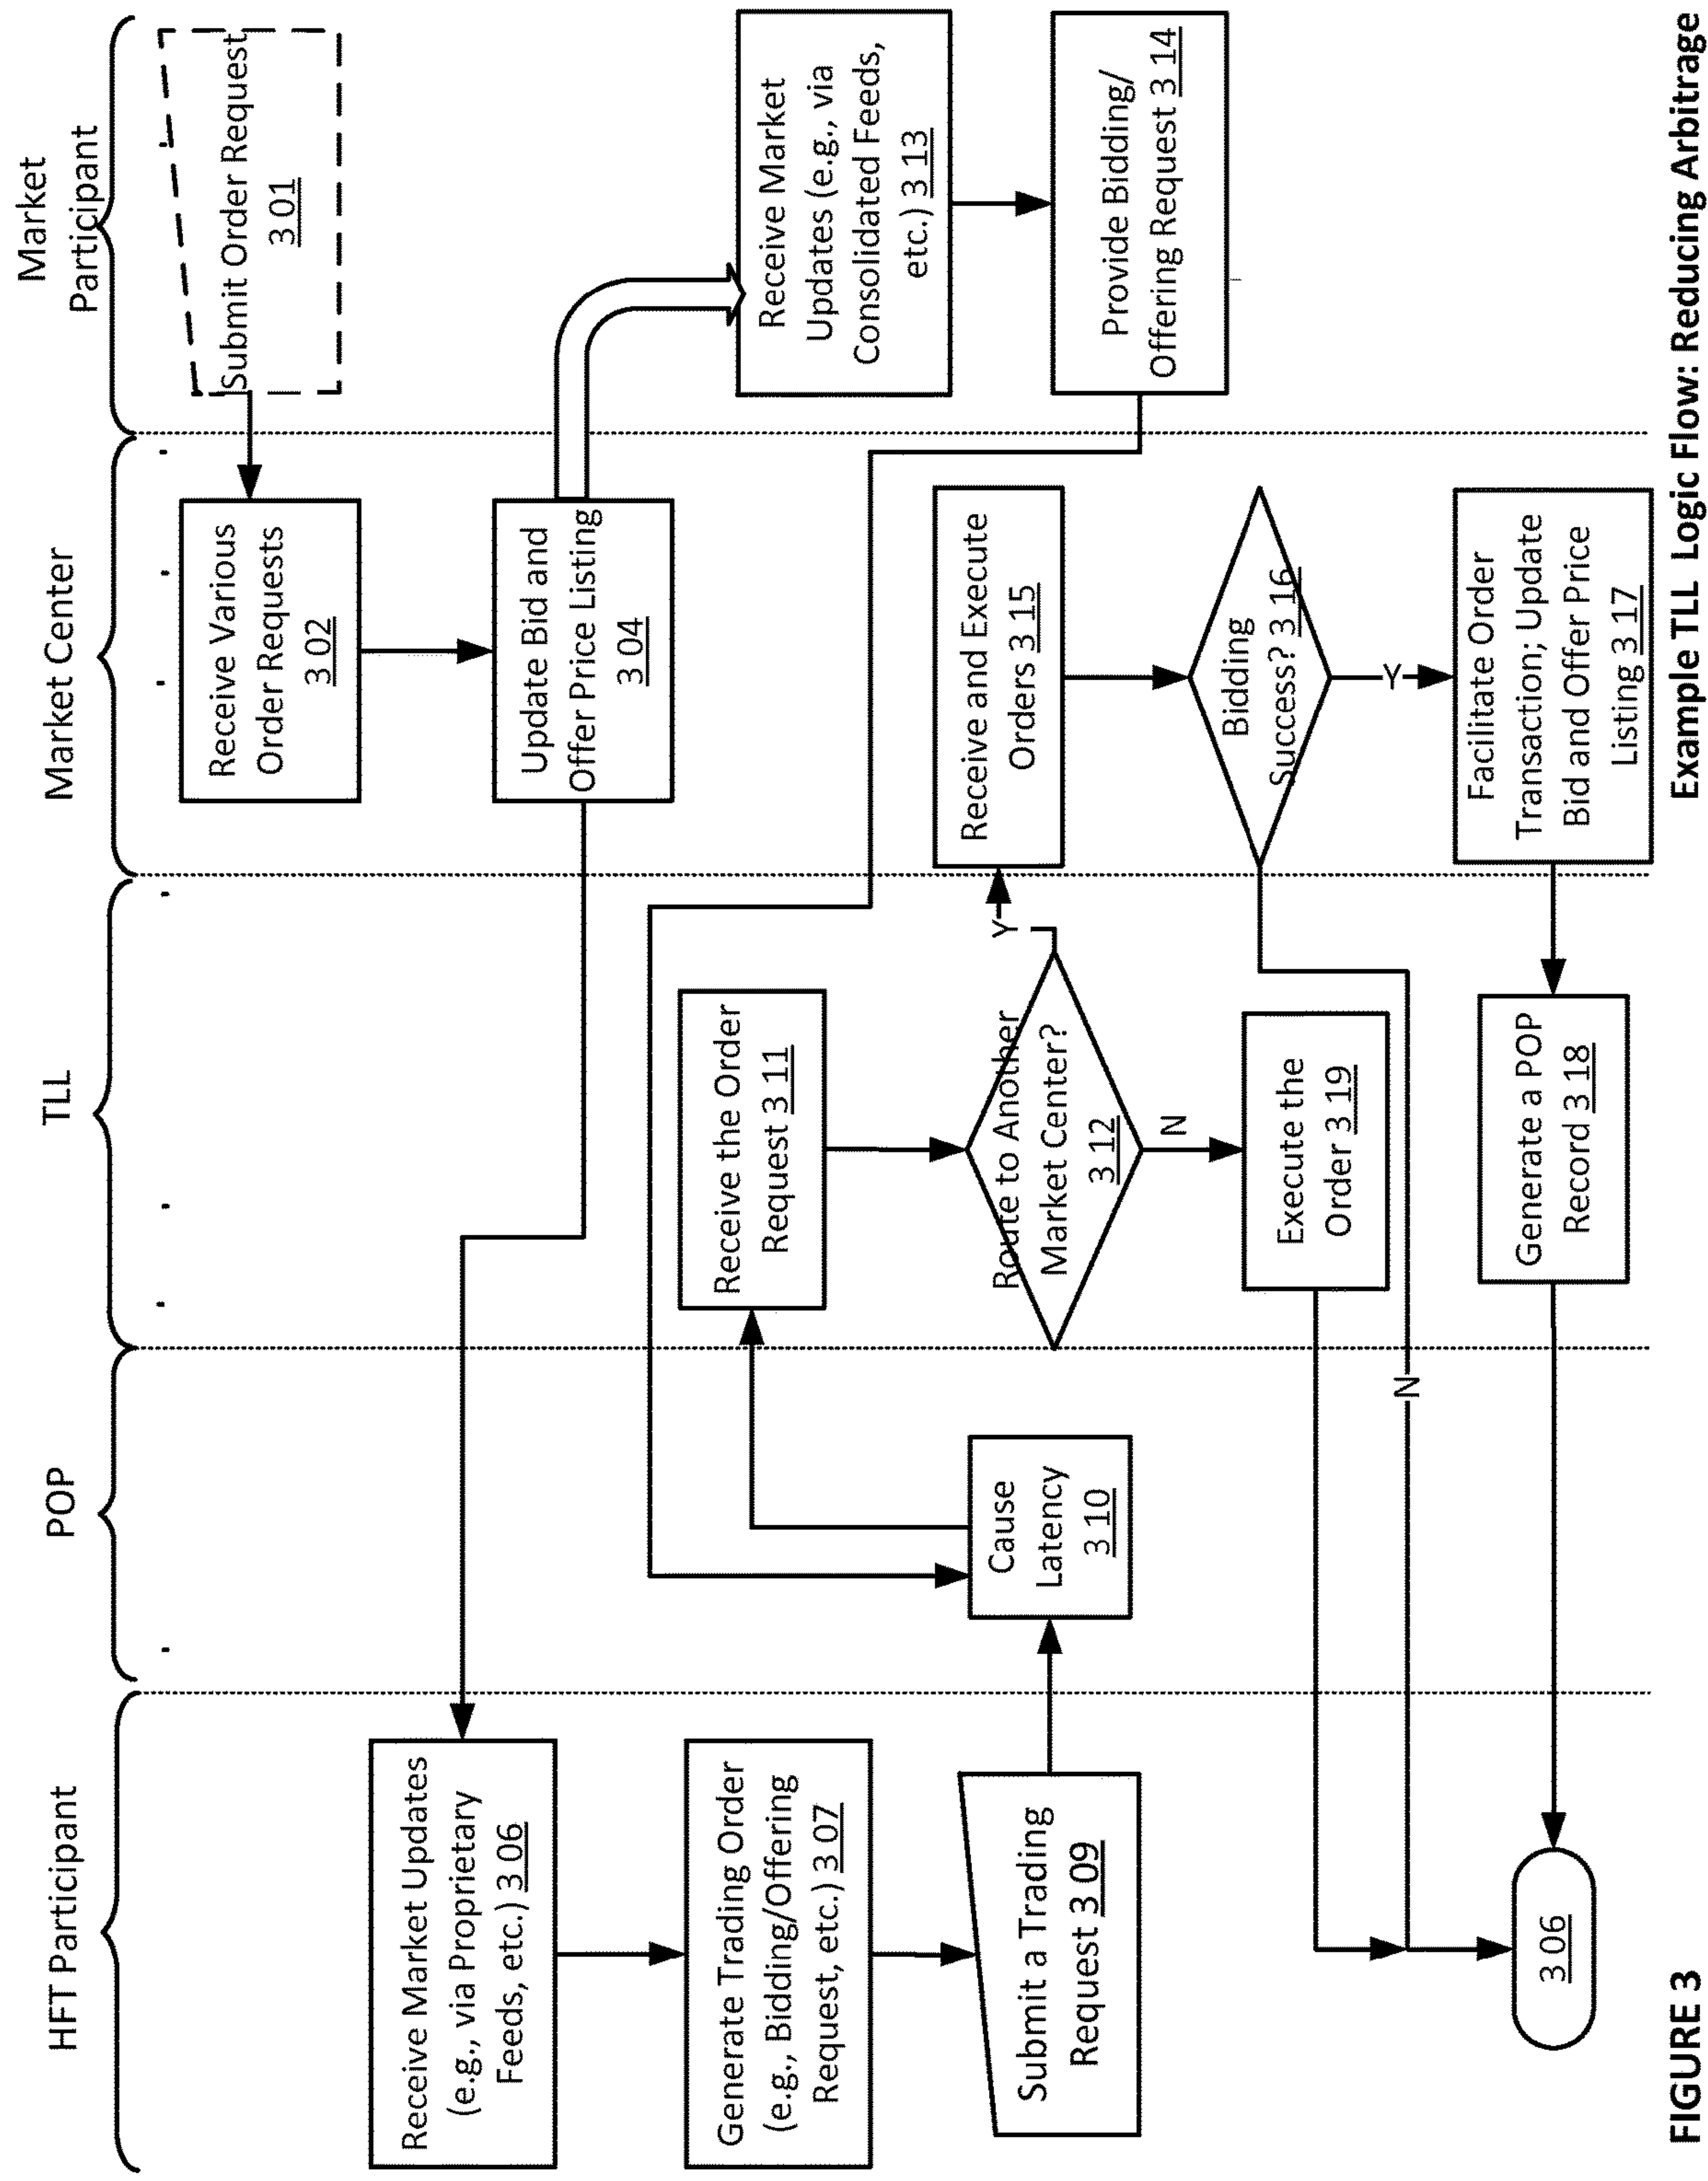 HFT Participant
POP
TLL
Market Center
Market
Participant
Submit Order Request
3 01
Receive Various
Order Requests
3 02
Update Bid and
Offer Price Listing
3 04
Receive Market Updates
(e.g., via Proprietary
Feeds, etc.) 3 06
Generate Trading Order
(e.g., Bidding/Offering
Request, etc.) 3 07
Submit a Trading
Request 3 09
Cause
Latency
3 10
Receive the Order
Request 3 11
Route to Another
Market Center?
3 12
Y
N
Receive Market
Updates (e.g., via
Consolidated Feeds,
etc.) 3 13
Provide Bidding/
Offering Request 3 14
Receive and Execute
Orders 3 15
Bidding
Success? 3 16
Y
N
Facilitate Order
Transaction; Update
Bid and Offer Price
Listing 3 17
Generate a POP
Record 3 18
Execute the
Order 3 19
3 06
FIGURE 3
Example TLL Logic Flow: Reducing Arbitrage